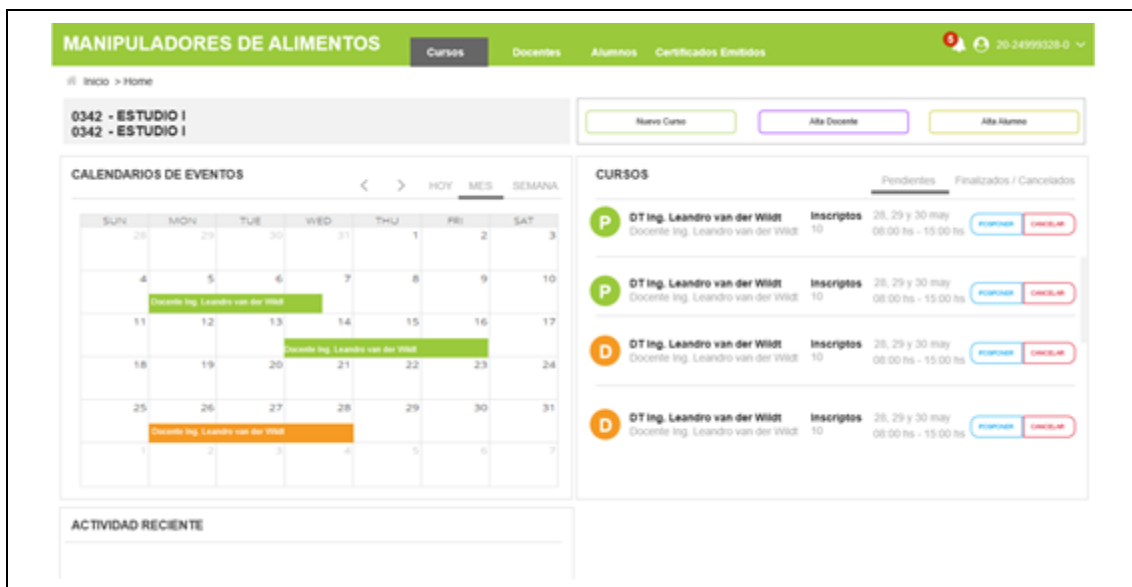 MANIPULADORES DE ALIMENTOS
Cursos Docentes Alumnos Certificados Emitidos
5 20-24999328-0
Inicio > Home
0342 - ESTUDIO I
0342 - ESTUDIO I
Nuevo Curso Alta Docente Alta Alumno
CALENDARIOS DE EVENTOS
HOY MES SEMANA
SUN MON TUE WED THU FRI SAT
28 29 30 31 1 2 3
4 5 6 7 8 9 10
Docente Ing. Leandro van der Wildt
11 12 13 14 15 16 17
Docente Ing. Leandro van der Wildt
18 19 20 21 22 23 24
25 26 27 28 29 30 31
Docente Ing. Leandro van der Wildt
1 2 3 4 5 6 7
CURSOS
Pendientes Finalizados / Cancelados
P DT Ing. Leandro van der Wildt Inscriptos 28, 29 y 30 may
Docente Ing. Leandro van der Wildt 10 08:00 hs - 15:00 hs POSPONER CANCELAR
P DT Ing. Leandro van der Wildt Inscriptos 28, 29 y 30 may
Docente Ing. Leandro van der Wildt 10 08:00 hs - 15:00 hs POSPONER CANCELAR
D DT Ing. Leandro van der Wildt Inscriptos 28, 29 y 30 may
Docente Ing. Leandro van der Wildt 10 08:00 hs - 15:00 hs POSPONER CANCELAR
D DT Ing. Leandro van der Wildt Inscriptos 28, 29 y 30 may
Docente Ing. Leandro van der Wildt 10 08:00 hs - 15:00 hs POSPONER CANCELAR
ACTIVIDAD RECIENTE